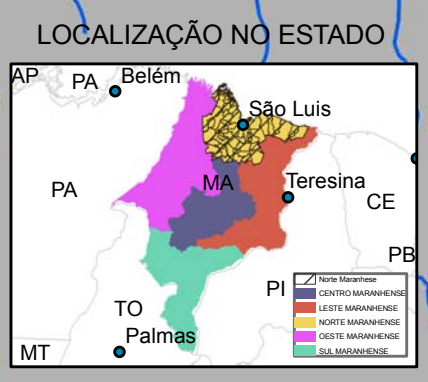 LOCALIZAÇÃO NO ESTADO
AP
PA
Belém
São Luis
MA
Teresina
PA
CE
PB
PI
TO
Palmas
MT
Norte Maranhese
CENTRO MARANHENSE
LESTE MARANHENSE
NORTE MARANHENSE
OESTE MARANHENSE
SUL MARANHENSE